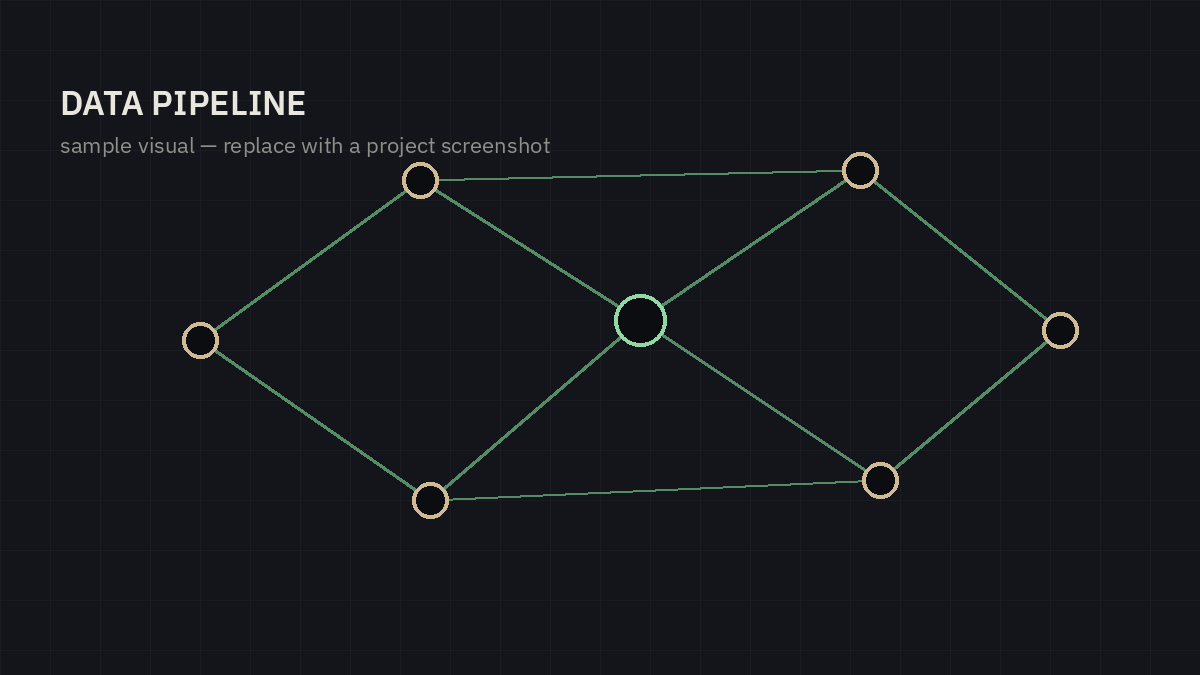 DATA PIPELINE
sample visual — replace with a project screenshot